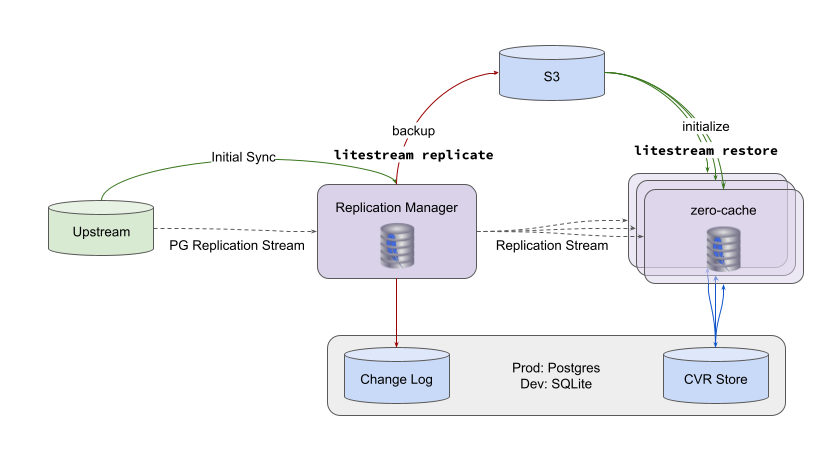 S3
backup
litestream replicate
initialize
litestream restore
Initial Sync
Upstream
PG Replication Stream
Replication Manager
Replication Stream
zero-cache
Change Log
Prod: Postgres
Dev: SQLite
CVR Store